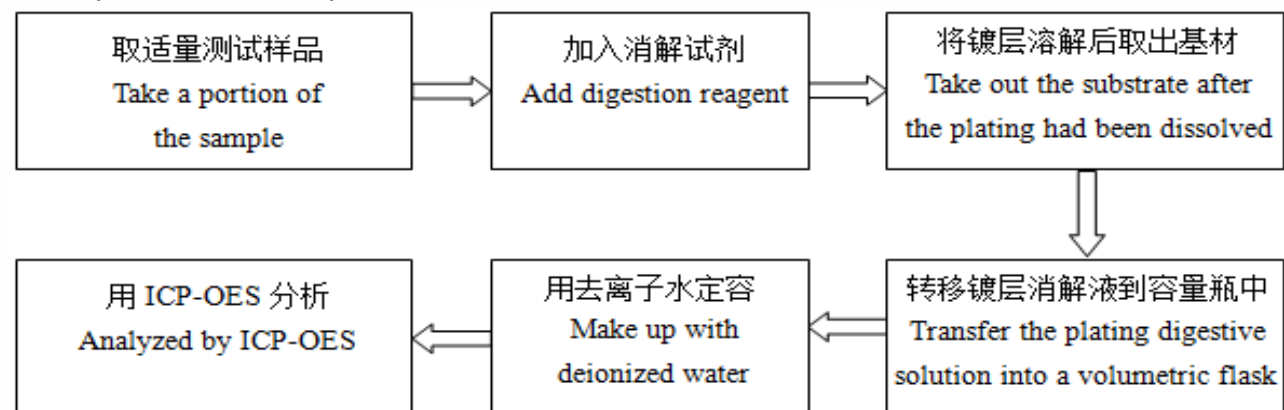 取适量测试样品
Take a portion of
the sample
加入消解试剂
Add digestion reagent
将镀层溶解后取出基材
Take out the substrate after
the plating had been dissolved
转移镀层消解液到容量瓶中
Transfer the plating digestive
solution into a volumetric flask
用去离子水定容
Make up with
deionized water
用 ICP-OES 分析
Analyzed by ICP-OES